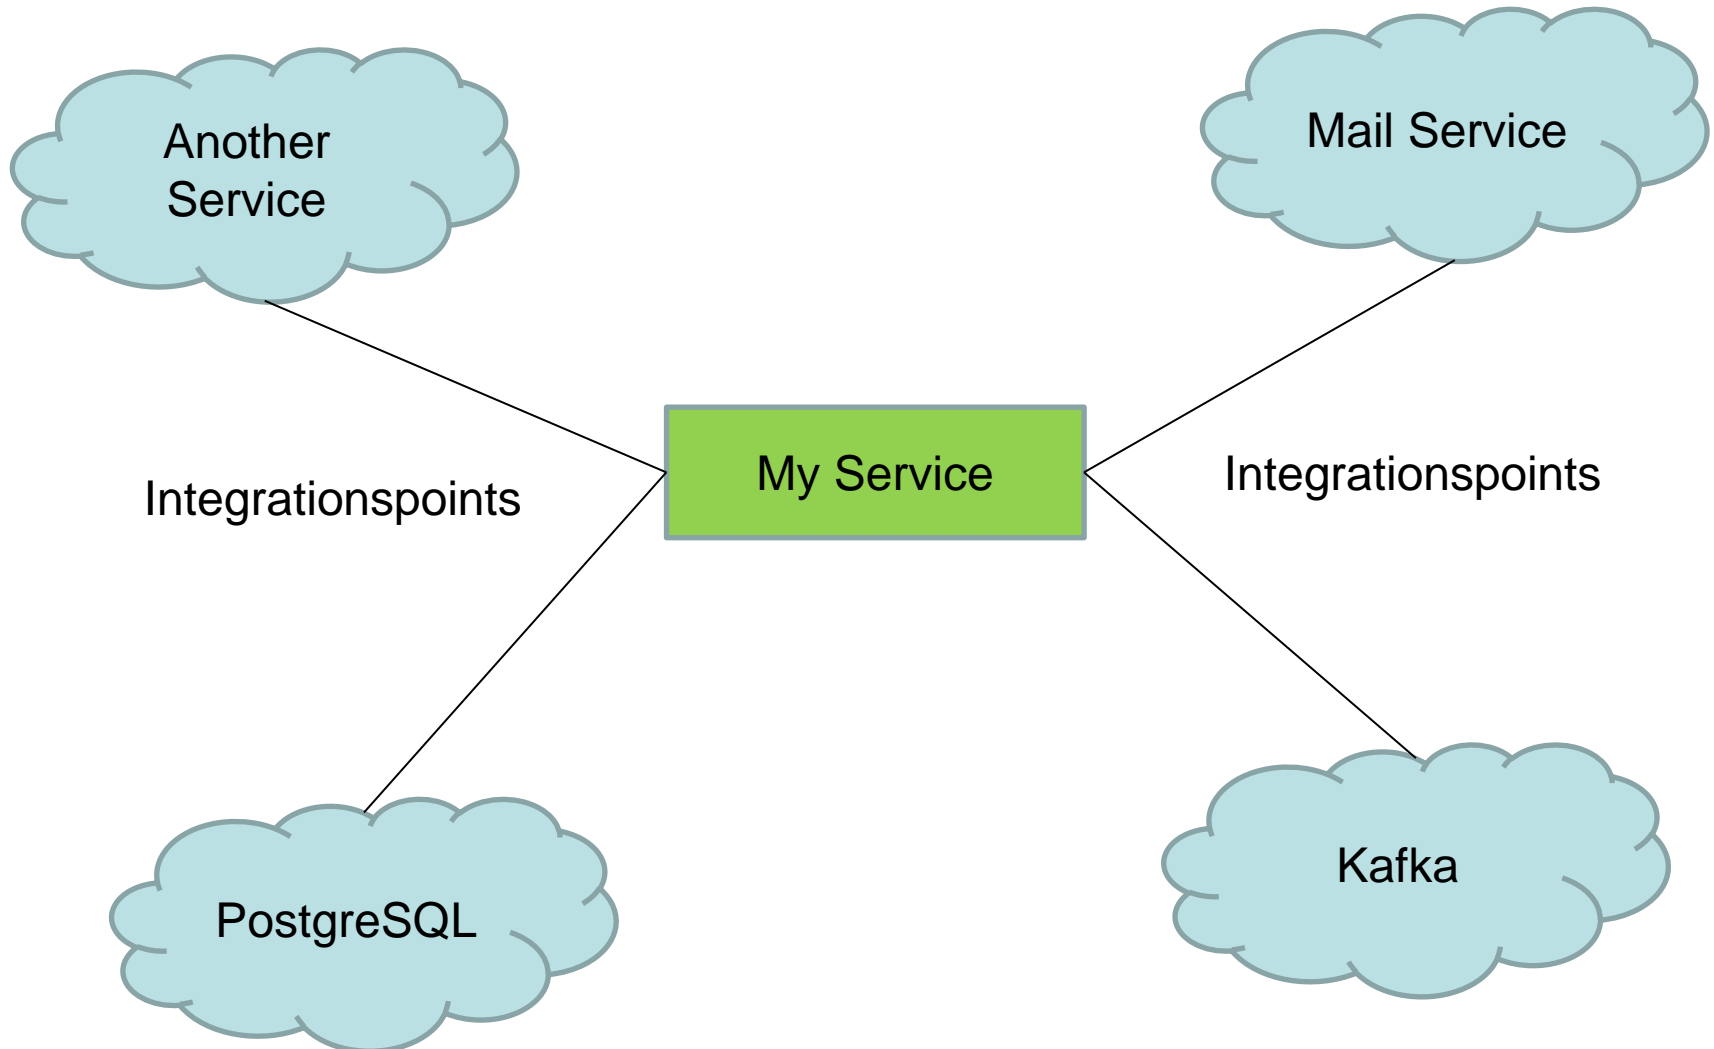 Another
Service
Mail Service
My Service
Integrationspoints
Integrationspoints
PostgreSQL
Kafka